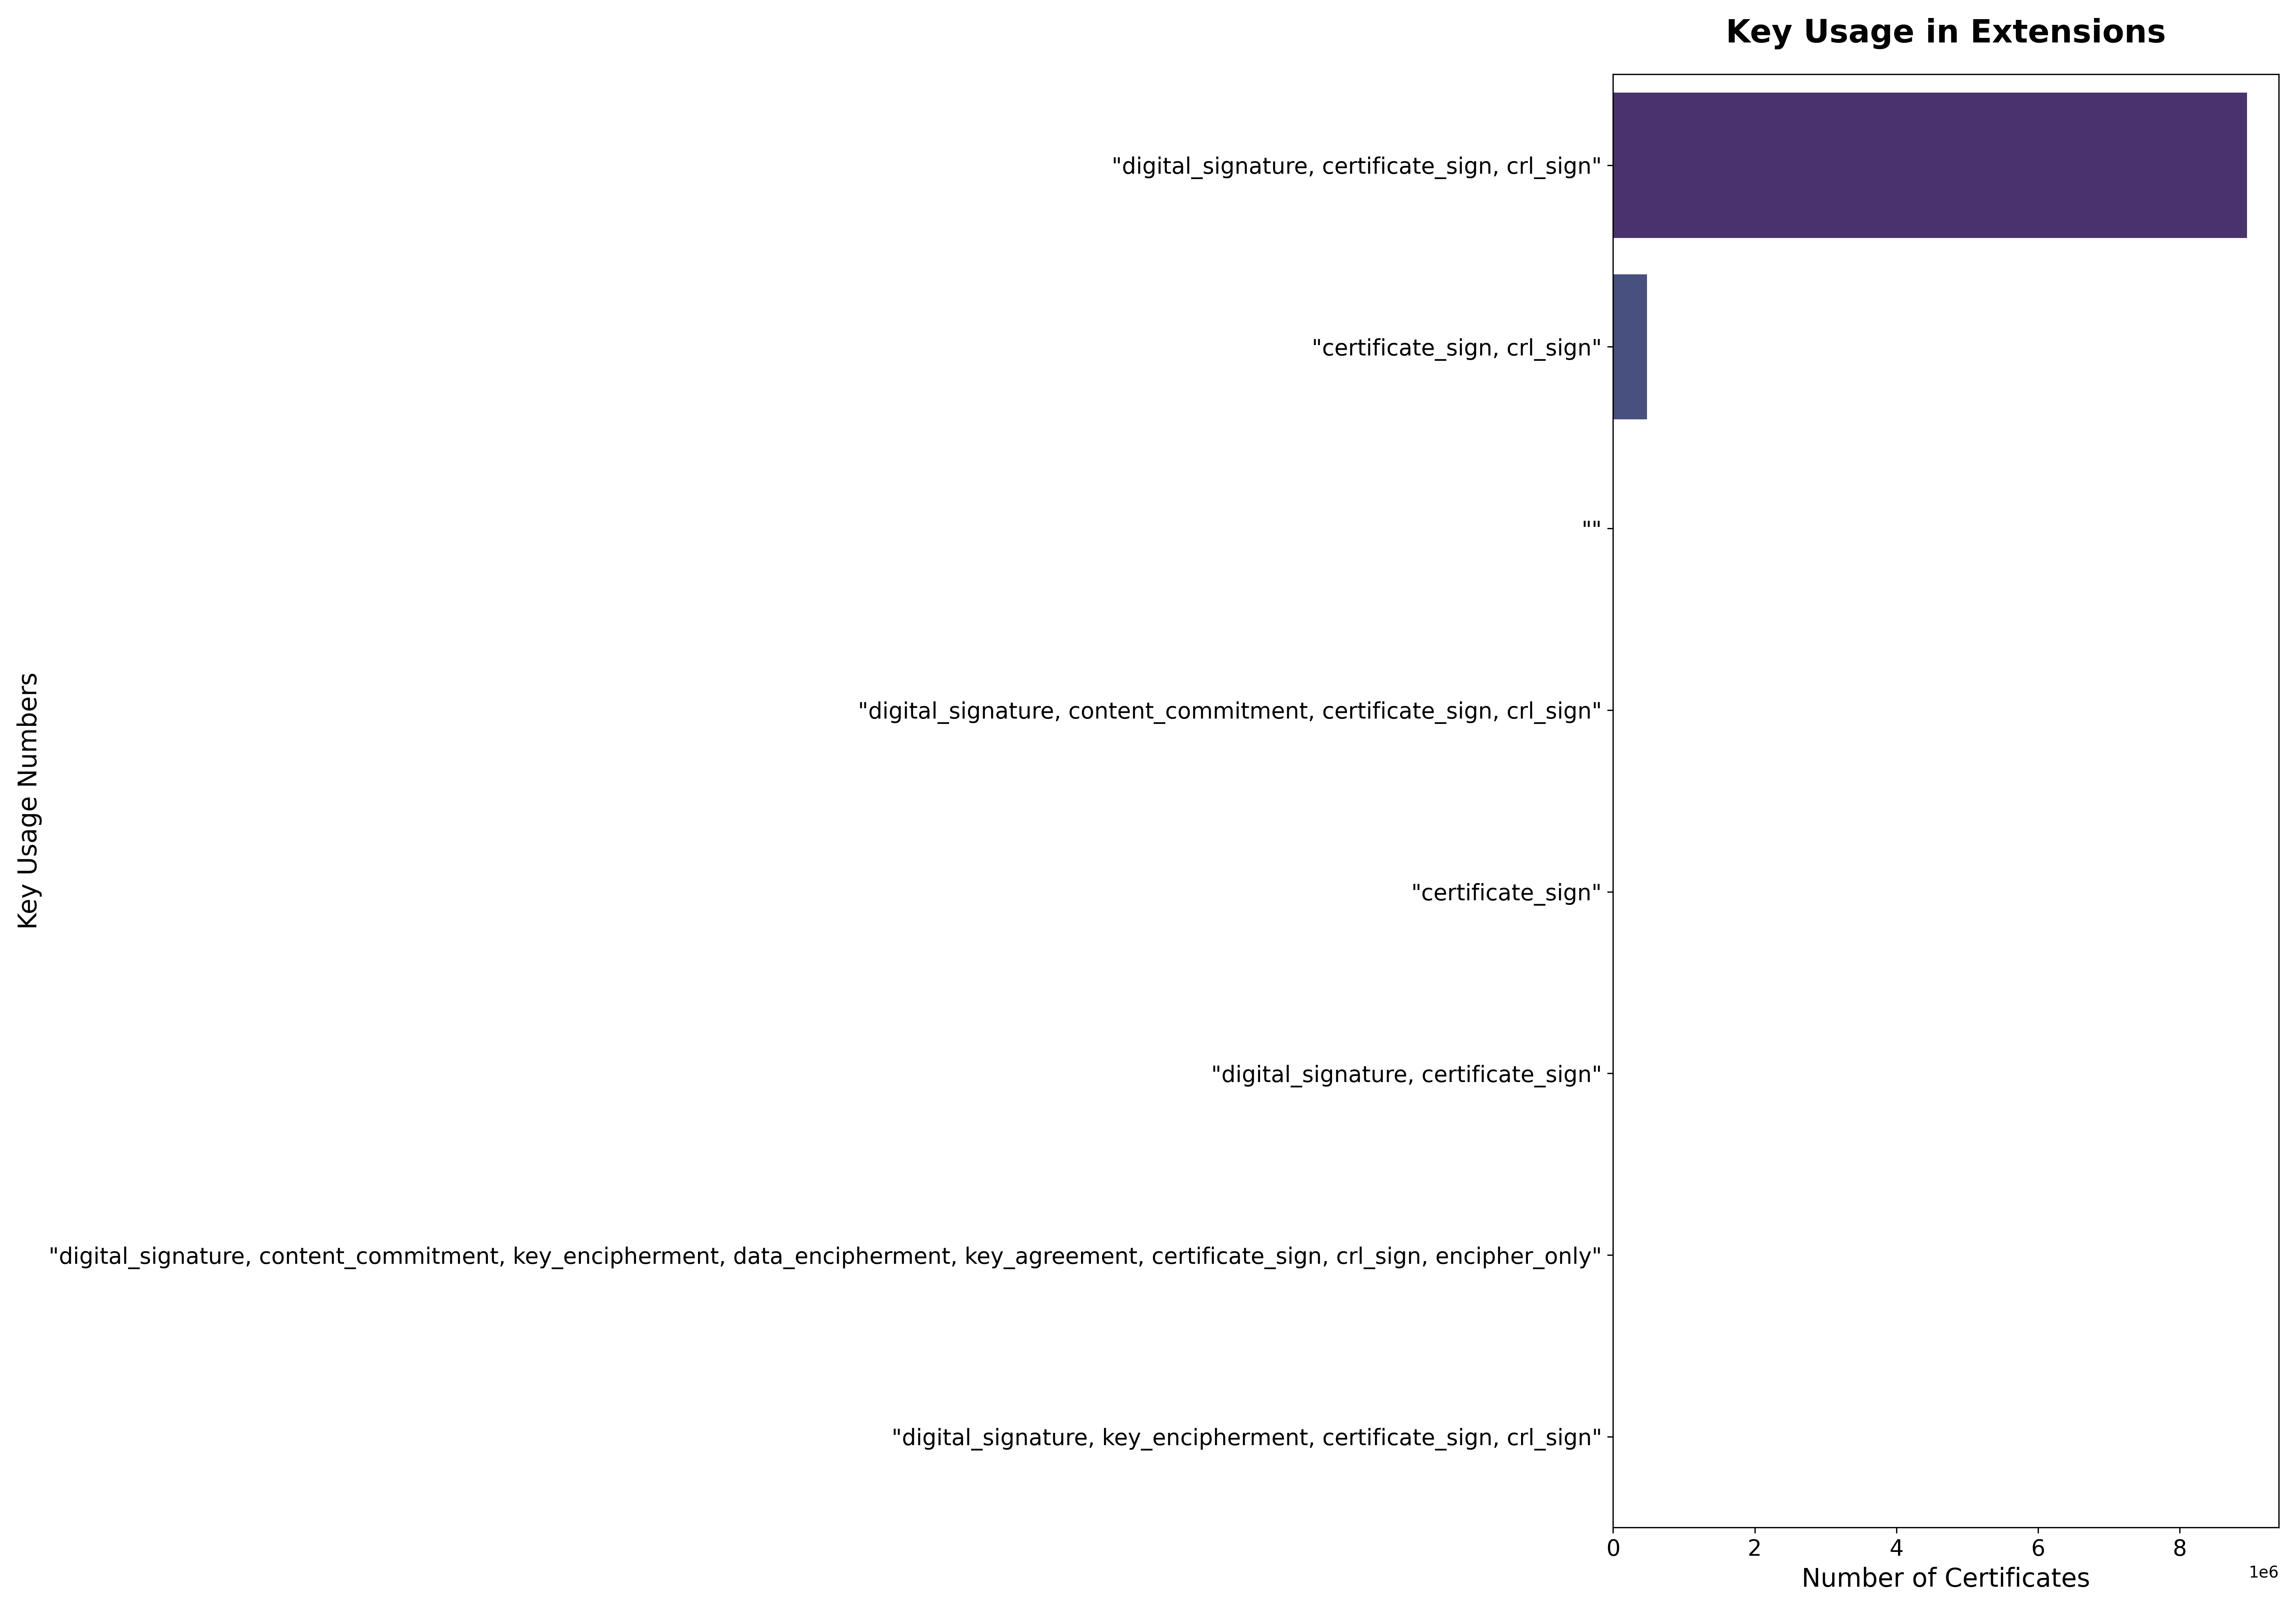 Key Usage in Extensions
"digital_signature, certificate_sign, crl_sign"
"certificate_sign, crl_sign"
""
"digital_signature, content_commitment, certificate_sign, crl_sign"
"certificate_sign"
"digital_signature, certificate_sign"
"digital_signature, content_commitment, key_encipherment, data_encipherment, key_agreement, certificate_sign, crl_sign, encipher_only"
"digital_signature, key_encipherment, certificate_sign, crl_sign"
Key Usage Numbers
0 2 4 6 8
1e6
Number of Certificates